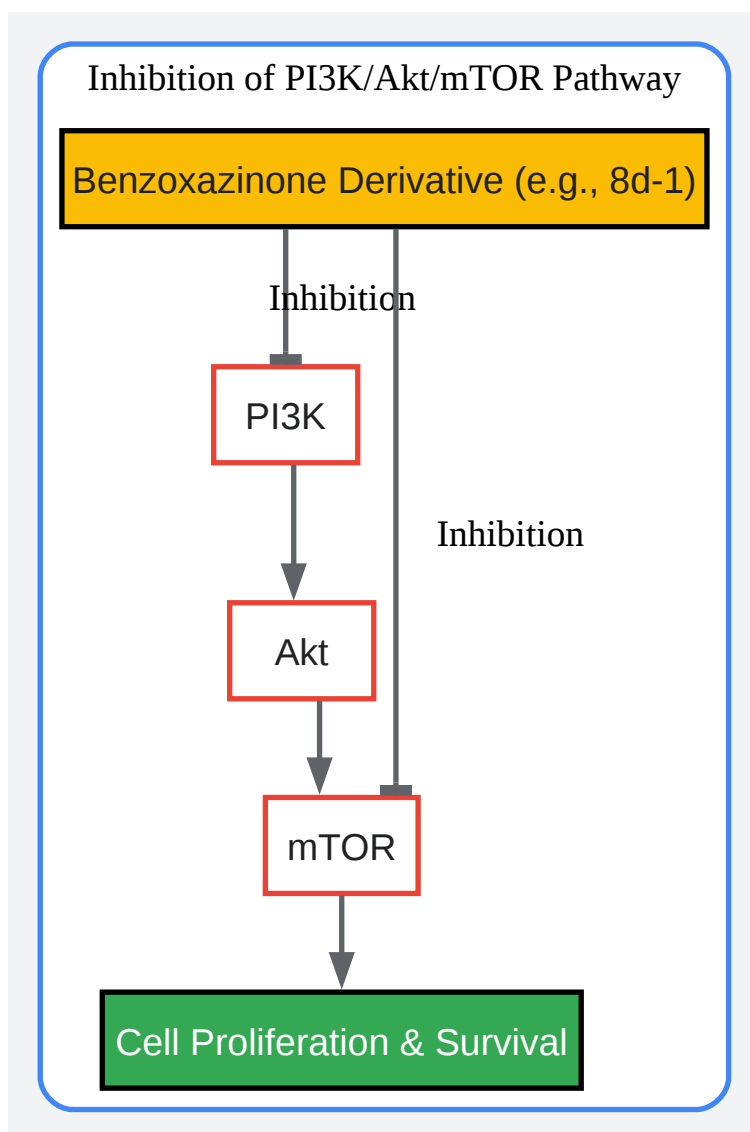 Inhibition of PI3K/Akt/mTOR Pathway
Benzoxazinone Derivative (e.g., 8d-1)
Inhibition
PI3K
Inhibition
Akt
mTOR
Cell Proliferation & Survival